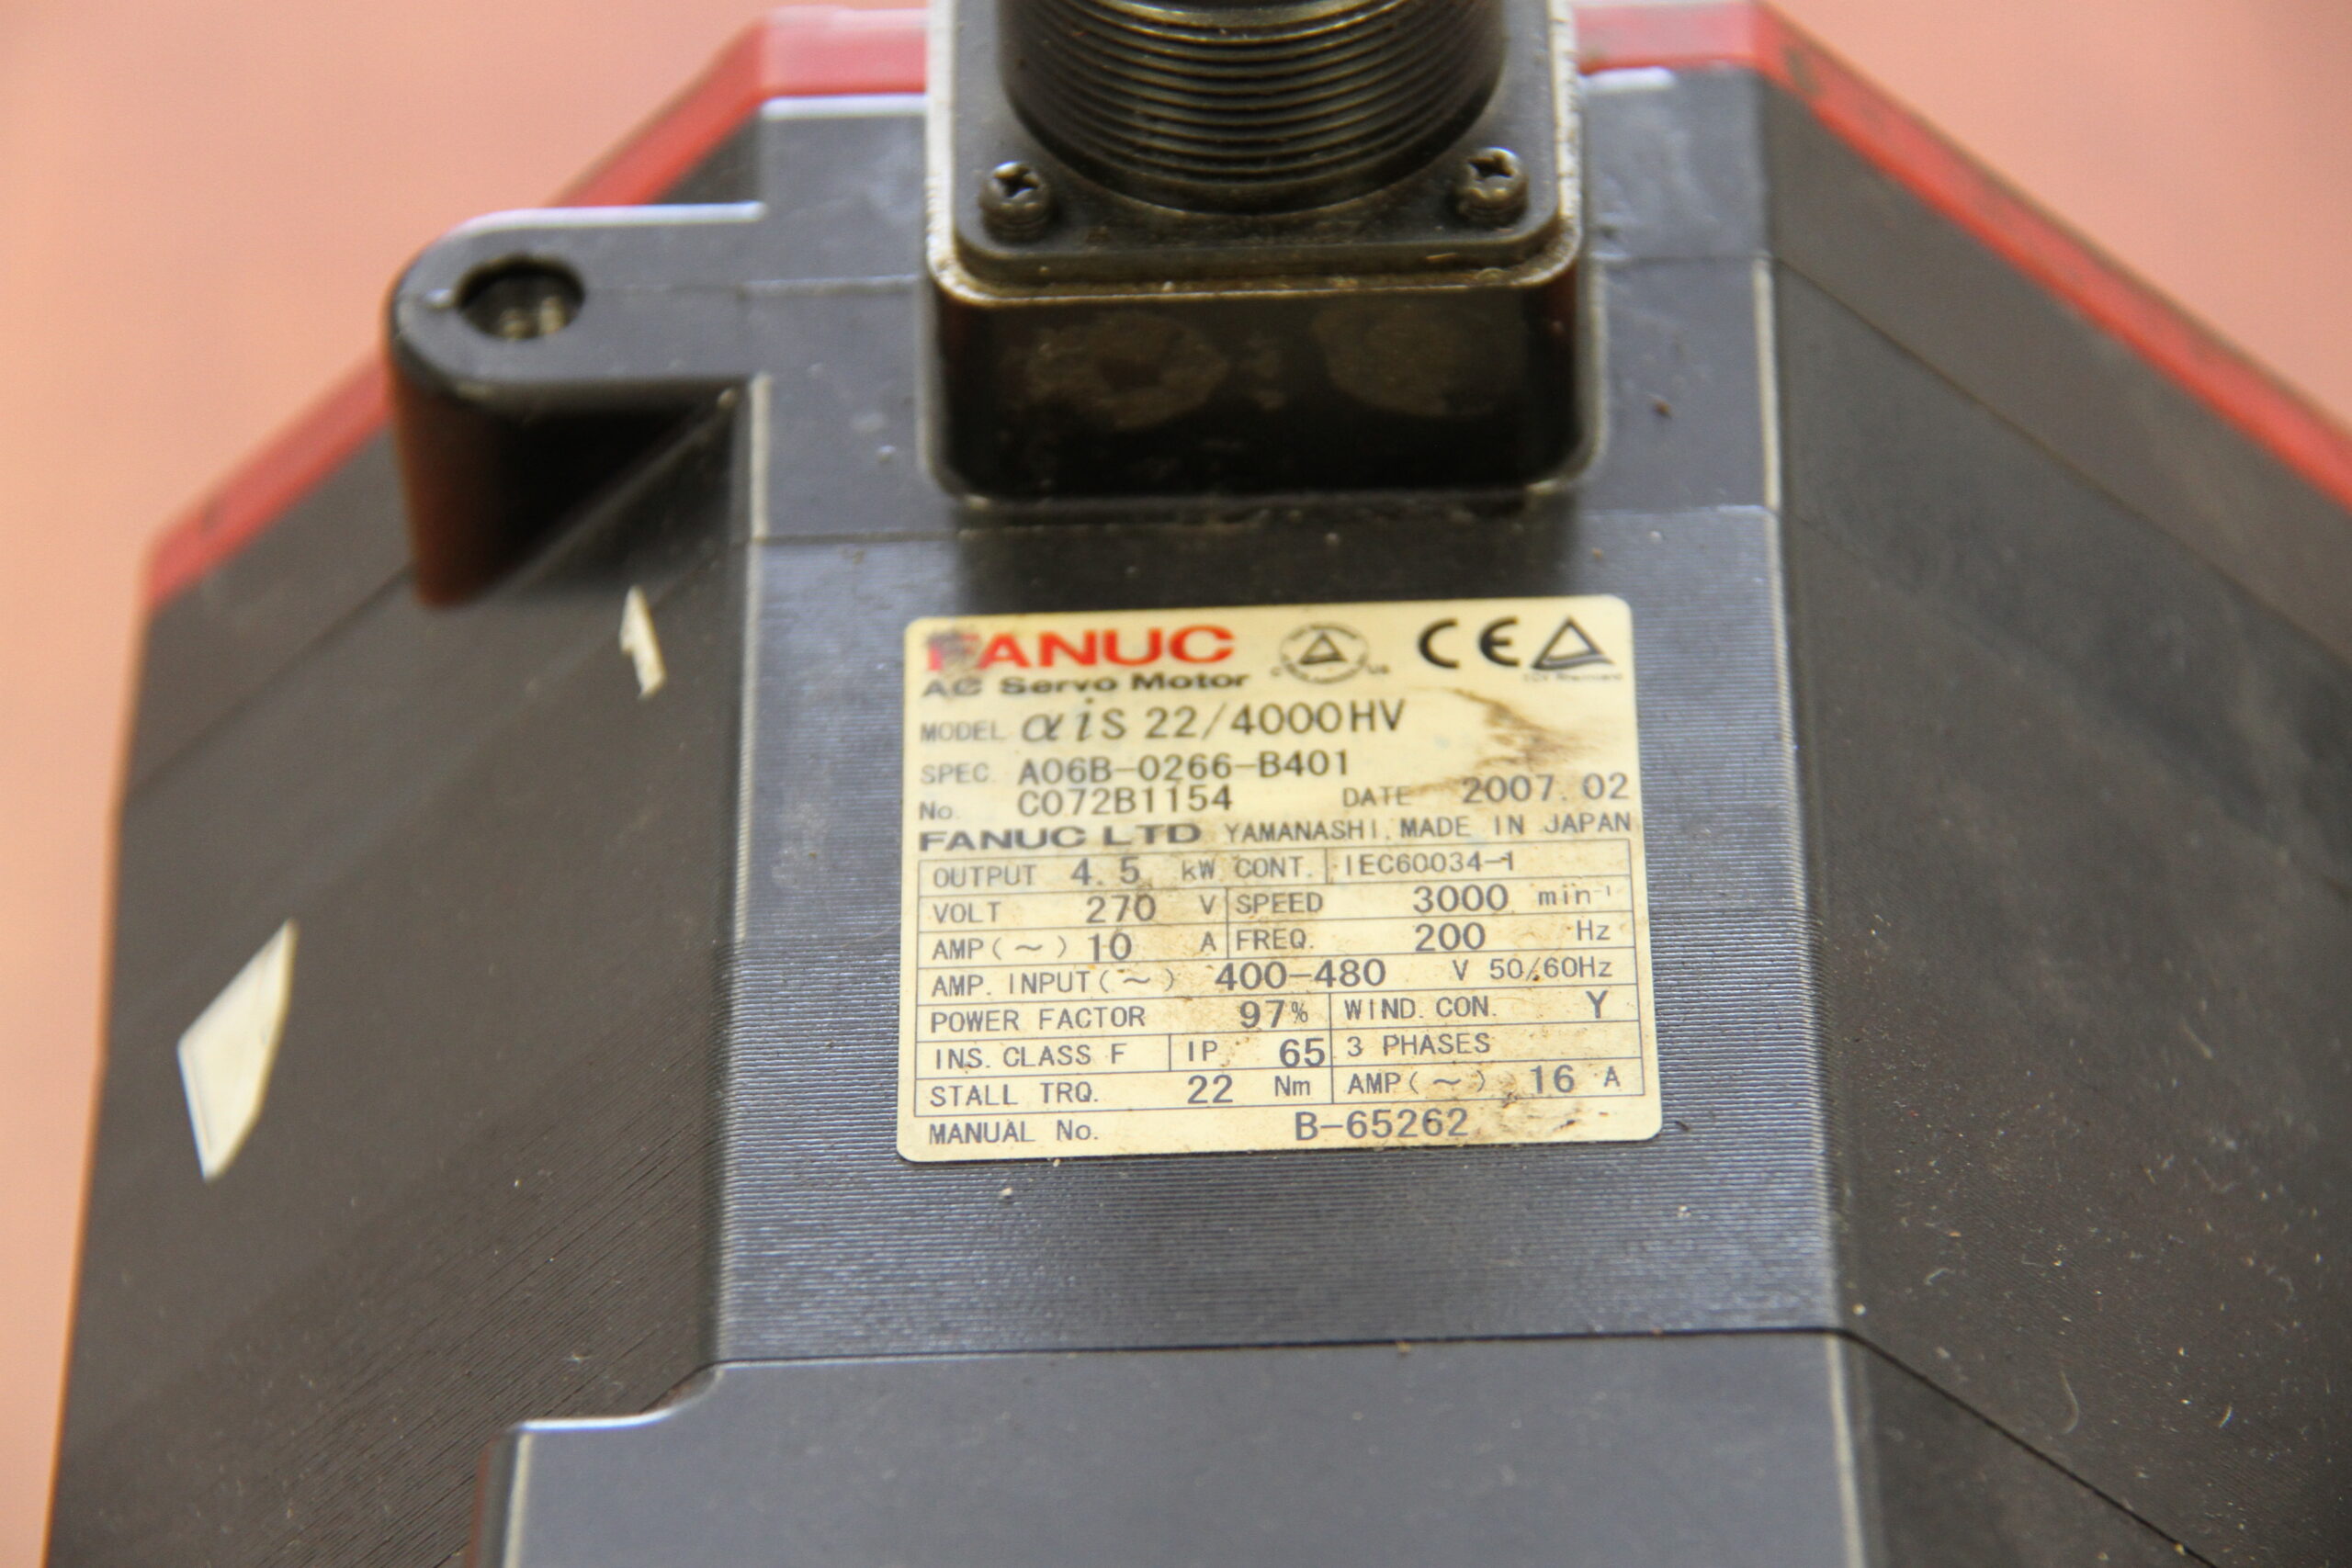 FANUC
AC Servo Motor
CE
MODEL αiS 22/4000HV
SPEC. A06B-0266-B401
No. C072B1154 DATE 2007.02
FANUC LTD YAMANASHI, MADE IN JAPAN
OUTPUT 4.5 kW CONT. IEC60034-1
VOLT 270 V SPEED 3000 min⁻¹
AMP(～) 10 A FREQ. 200 Hz
AMP. INPUT(～) 400-480 V 50/60Hz
POWER FACTOR 97% WIND. CON. Y
INS. CLASS F IP 65 3 PHASES
STALL TRQ. 22 Nm AMP(～) 16 A
MANUAL No. B-65262